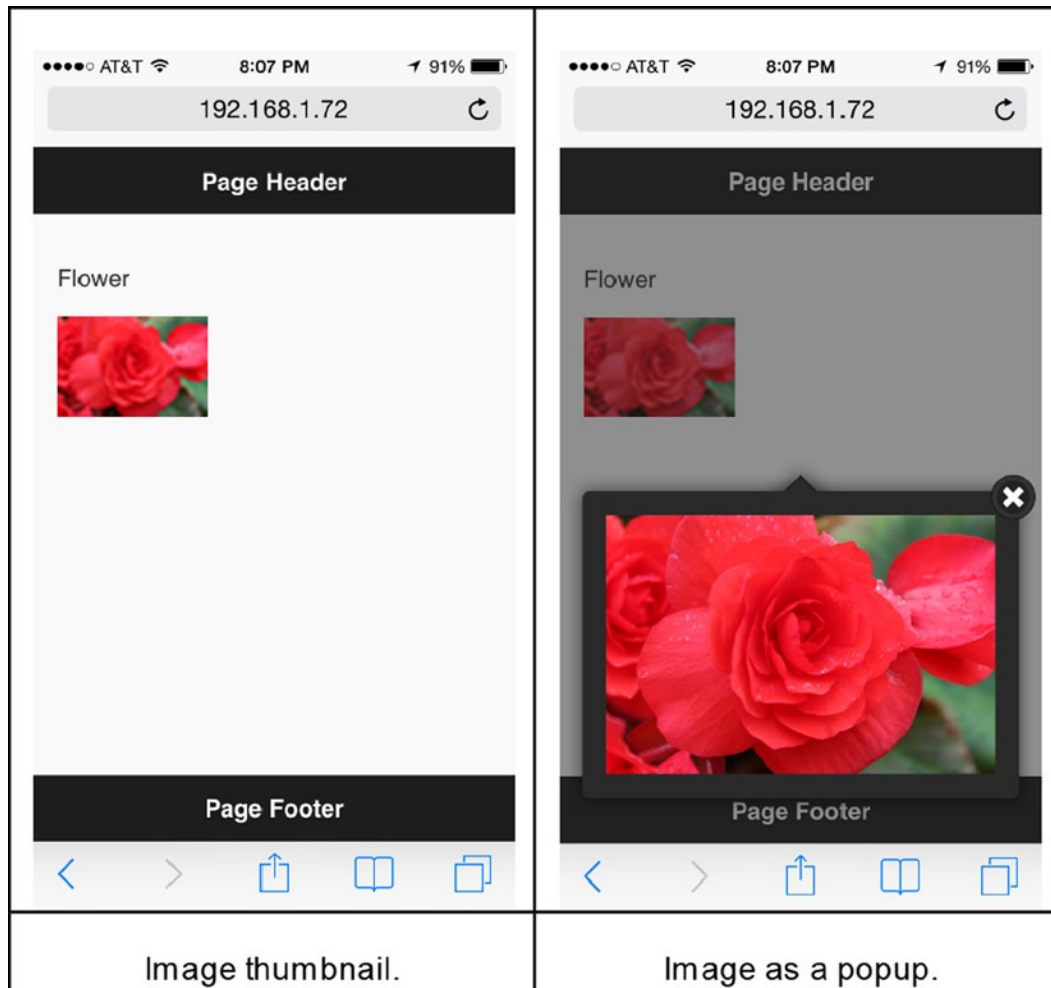 AT&T 8:07 PM 91%
192.168.1.72
Page Header
Flower
Page Footer
Image thumbnail.
AT&T 8:07 PM 91%
192.168.1.72
Page Header
Flower
Page Footer
Image as a popup.